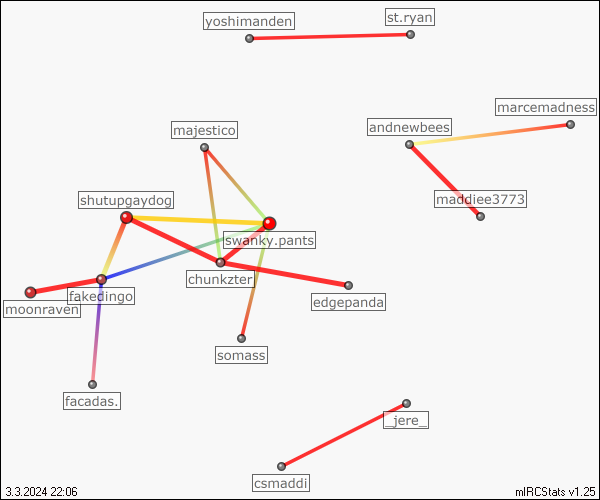 yoshimanden
st.ryan
marcemadness
andnewbees
majestico
maddiee3773
shutupgaydog
swanky.pants
chunkzter
fakedingo
edgepanda
moonraven
somass
facadas.
_jere_
csmaddi
3.3.2024 22:06
mIRCStats v1.25